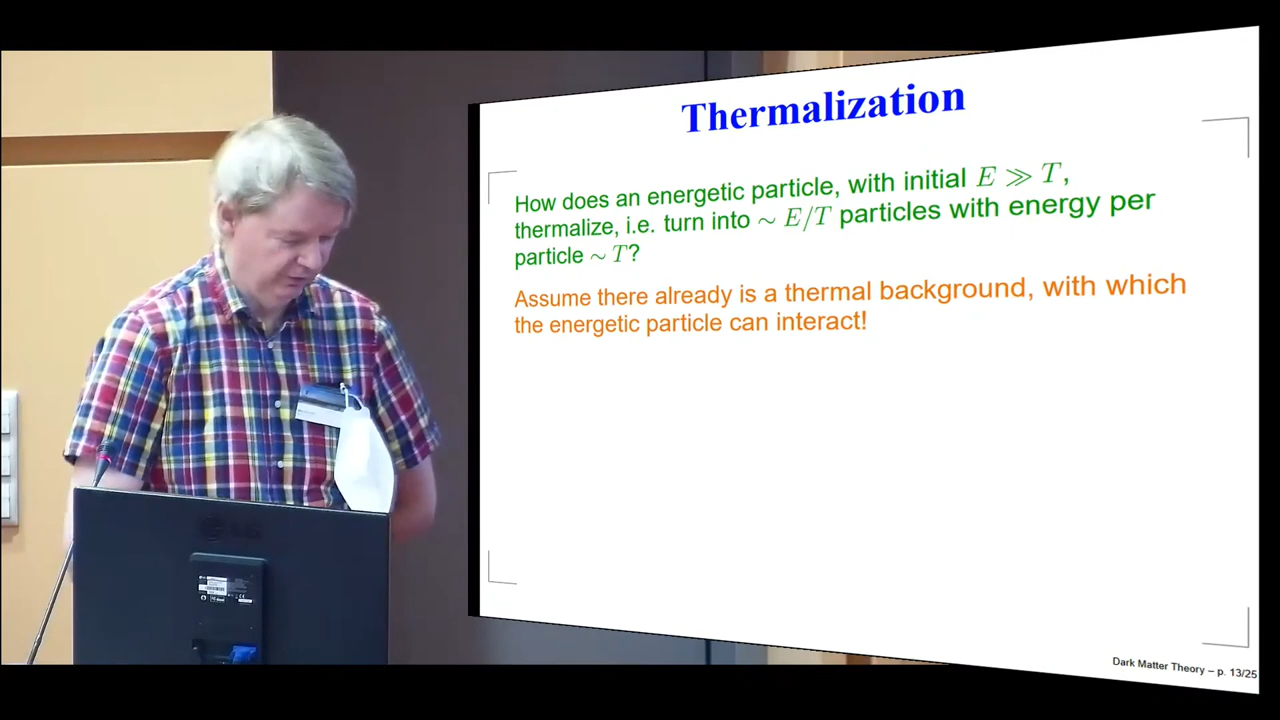 Thermalization
How does an energetic particle, with initial E ≫ T,
thermalize, i.e. turn into ∼ E/T particles with energy per
particle ∼ T?
Assume there already is a thermal background, with which
the energetic particle can interact!
Dark Matter Theory – p. 13/25